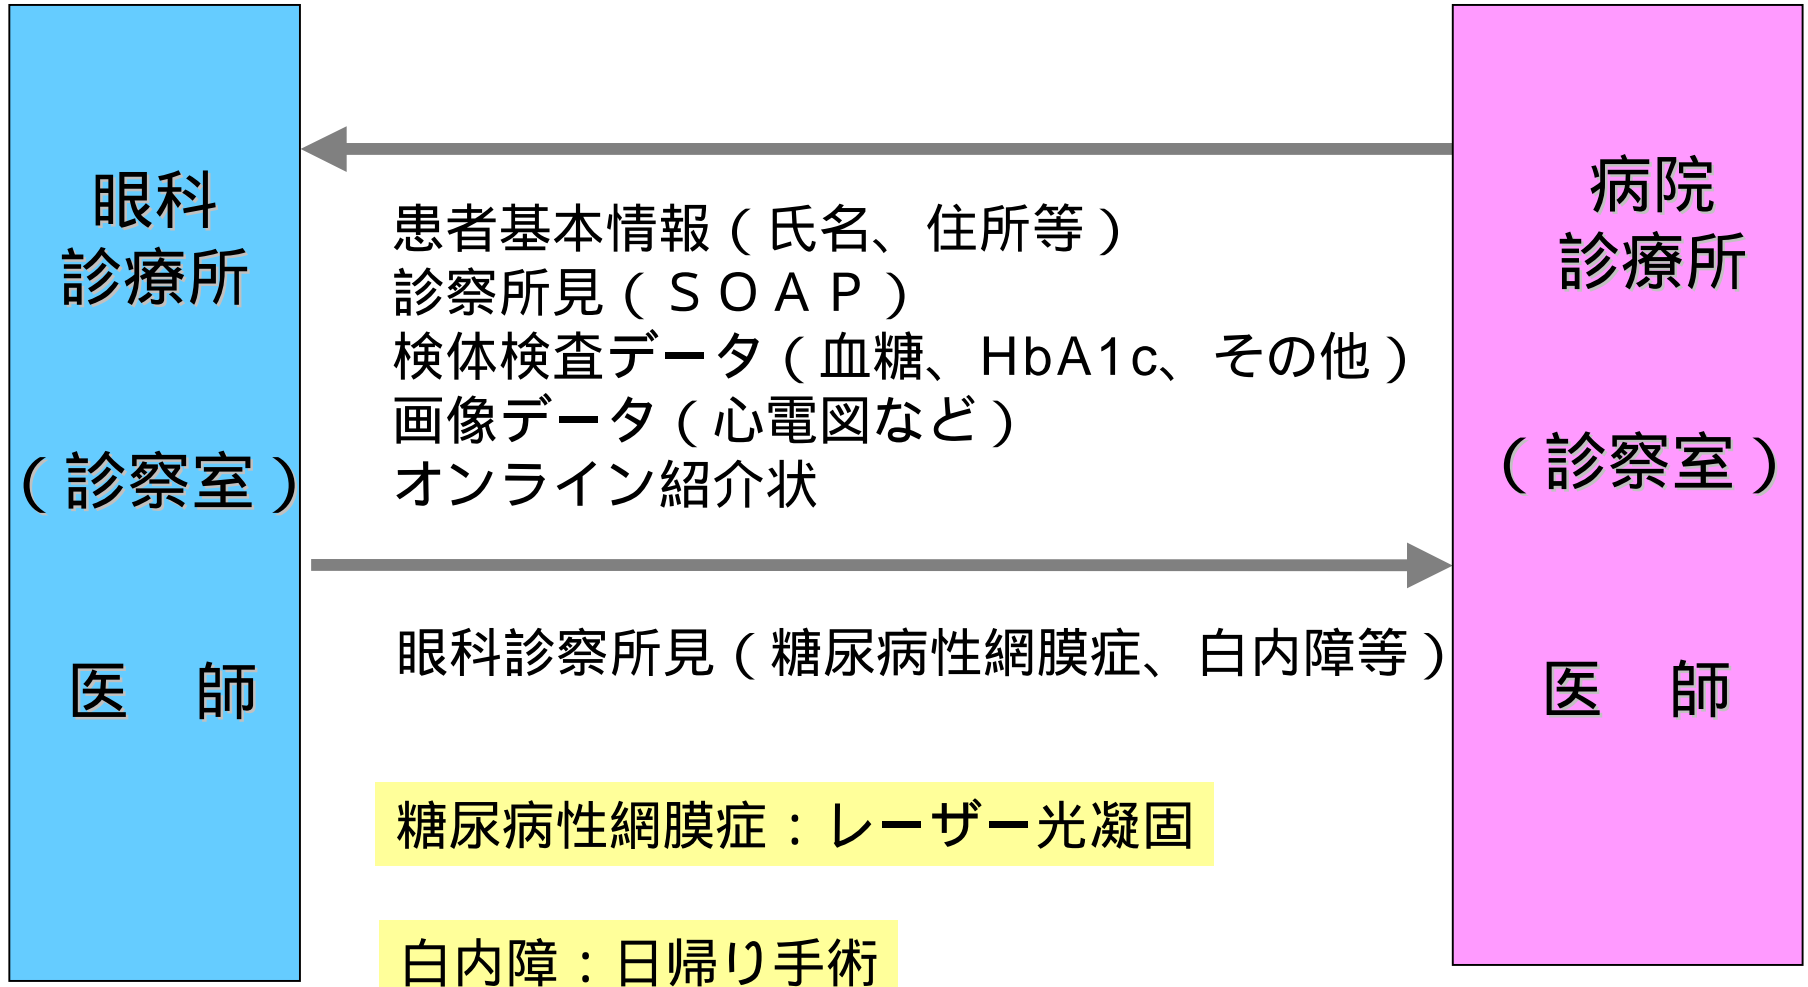 眼科
診療所
（診察室）
医　師
患者基本情報（氏名、住所等）
診察所見（ＳＯＡＰ）
検体検査データ（血糖、HbA1c、その他）
画像データ（心電図など）
オンライン紹介状
眼科診察所見（糖尿病性網膜症、白内障等）
糖尿病性網膜症：レーザー光凝固
白内障：日帰り手術
病院
診療所
（診察室）
医　師